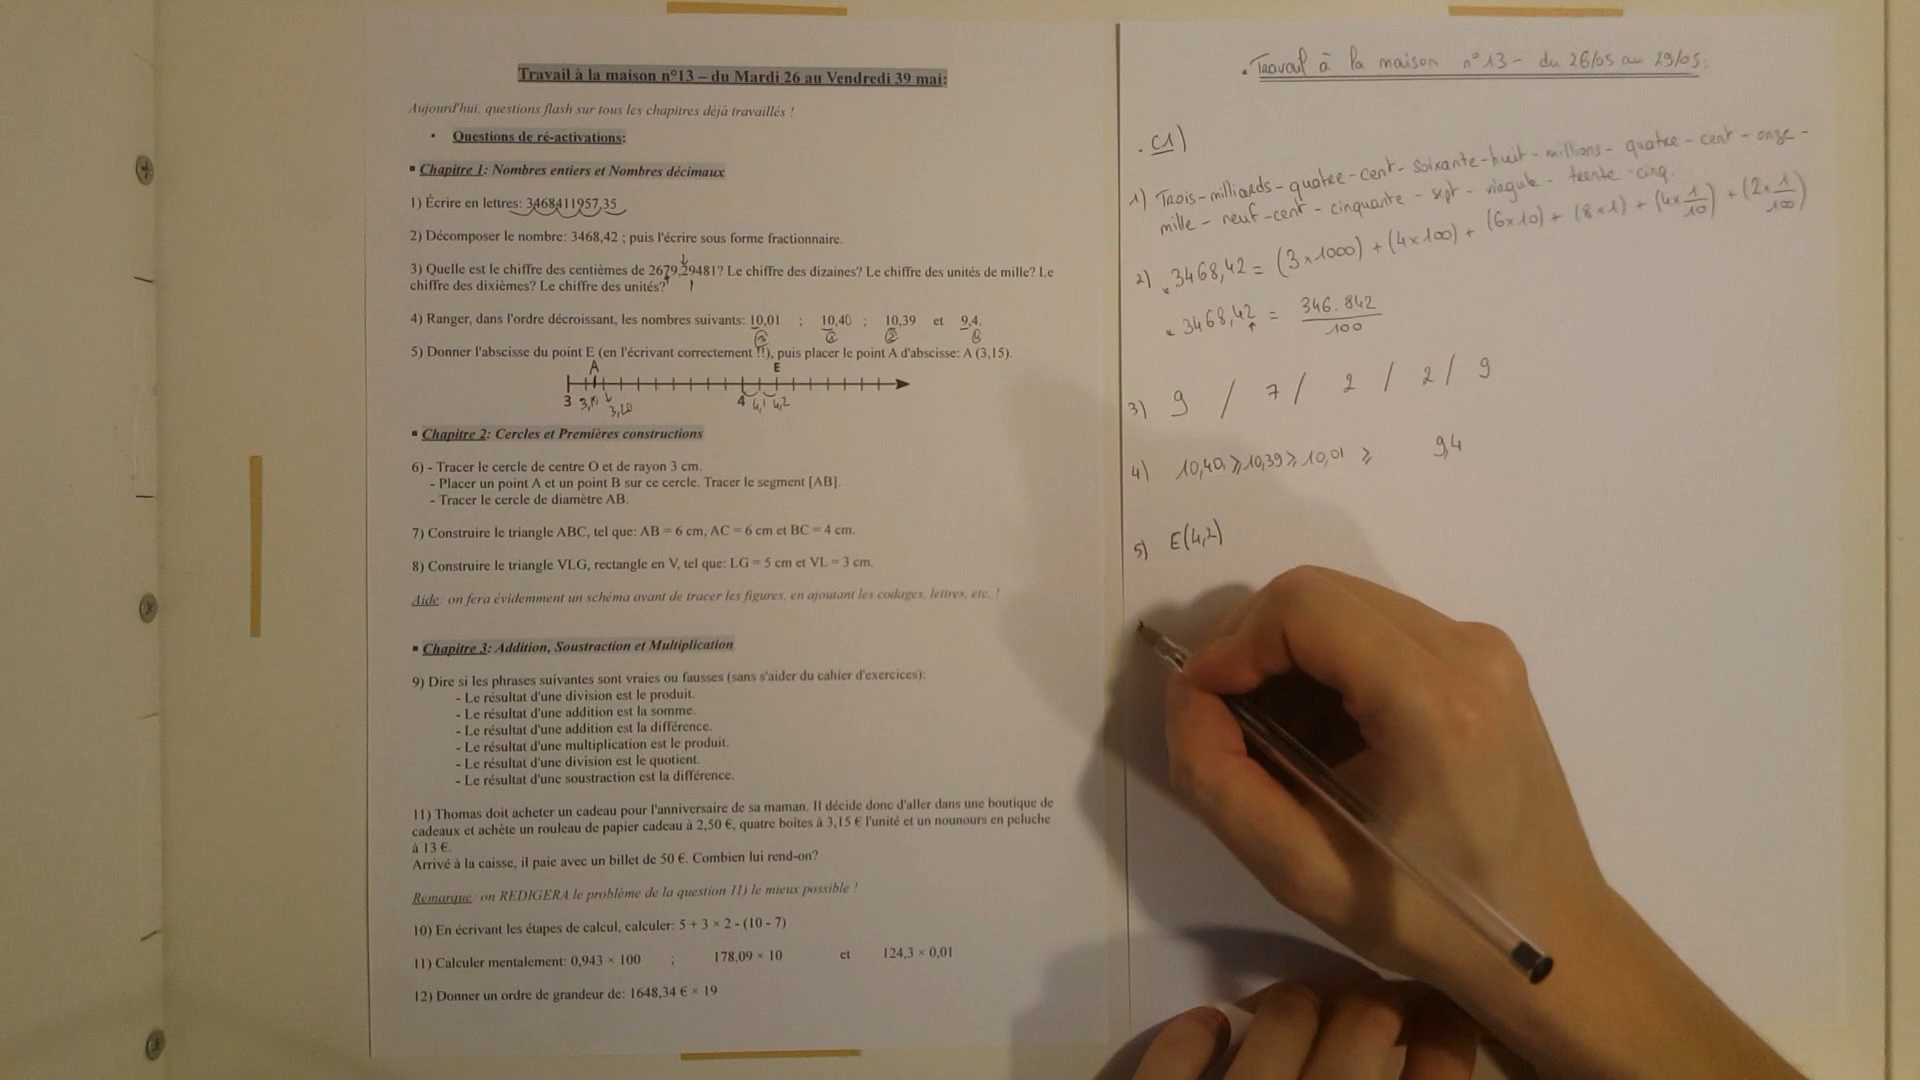 Travail à la maison n°13 – du Mardi 26 au Vendredi 39 mai:
Aujourd'hui, questions flash sur tous les chapitres déjà travaillés !
• Questions de ré-activations:
▪ Chapitre 1: Nombres entiers et Nombres décimaux
1) Écrire en lettres: 3468411957,35
2) Décomposer le nombre: 3468,42 ; puis l'écrire sous forme fractionnaire.
3) Quelle est le chiffre des centièmes de 2679,29481? Le chiffre des dizaines? Le chiffre des unités de mille? Le
chiffre des dixièmes? Le chiffre des unités?
4) Ranger, dans l'ordre décroissant, les nombres suivants: 10,01 ; 10,40 ; 10,39 et 9,4.
5) Donner l'abscisse du point E (en l'écrivant correctement !!), puis placer le point A d'abscisse: A (3,15).
A E
3 3,1 3,20 4 4,1 4,2
▪ Chapitre 2: Cercles et Premières constructions
6) - Tracer le cercle de centre O et de rayon 3 cm.
- Placer un point A et un point B sur ce cercle. Tracer le segment [AB].
- Tracer le cercle de diamètre AB.
7) Construire le triangle ABC, tel que: AB = 6 cm, AC = 6 cm et BC = 4 cm.
8) Construire le triangle VLG, rectangle en V, tel que: LG = 5 cm et VL = 3 cm.
Aide: on fera évidemment un schéma avant de tracer les figures, en ajoutant les codages, lettres, etc. !
▪ Chapitre 3: Addition, Soustraction et Multiplication
9) Dire si les phrases suivantes sont vraies ou fausses (sans s'aider du cahier d'exercices):
- Le résultat d'une division est le produit.
- Le résultat d'une addition est la somme.
- Le résultat d'une addition est la différence.
- Le résultat d'une multiplication est le produit.
- Le résultat d'une division est le quotient.
- Le résultat d'une soustraction est la différence.
11) Thomas doit acheter un cadeau pour l'anniversaire de sa maman. Il décide donc d'aller dans une boutique de
cadeaux et achète un rouleau de papier cadeau à 2,50 €, quatre boîtes à 3,15 € l'unité et un nounours en peluche
à 13 €.
Arrivé à la caisse, il paie avec un billet de 50 €. Combien lui rend-on?
Remarque: on REDIGERA le problème de la question 11) le mieux possible !
10) En écrivant les étapes de calcul, calculer: 5 + 3 × 2 - (10 - 7)
11) Calculer mentalement: 0,943 × 100 ; 178,09 × 10 et 124,3 × 0,01
12) Donner un ordre de grandeur de: 1648,34 € × 19
. Travail à la maison n°13 - du 26/05 au 29/05:
. C1)
1) Trois-milliards-quatre-cent-soixante-huit-millions-quatre-cent-onze-
mille-neuf-cent-cinquante-sept-virgule-trente-cinq.
2) × 3468,42 = (3×1000) + (4×100) + (6×10) + (8×1) + (4×1/10) + (2×1/100)
× 3468,42 = 346.842/100
3) 9 / 7 / 2 / 2 / 9
4) 10,40 ≥ 10,39 ≥ 10,01 ≥ 9,4
5) E(4,2)